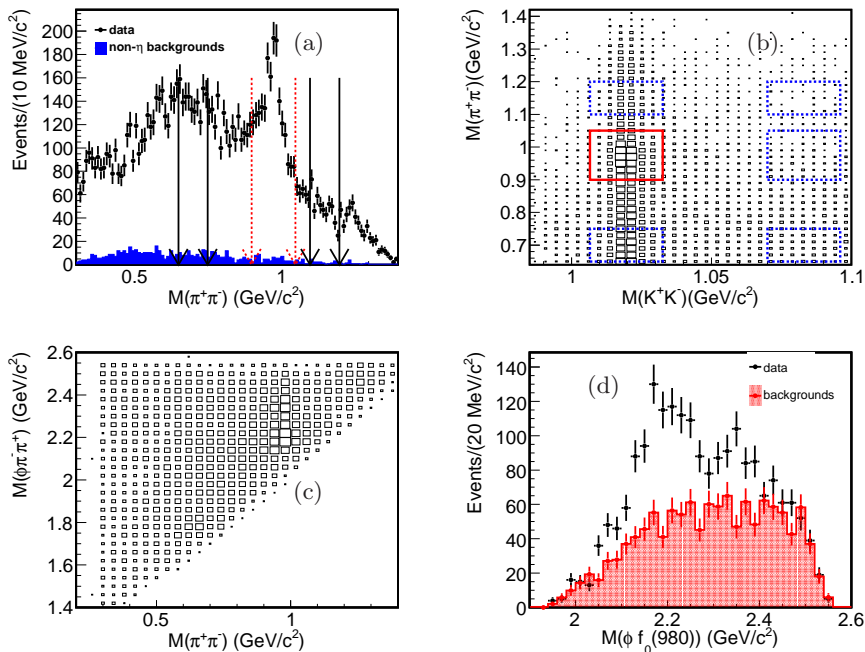 Events/(10 MeV/c²)
200
180
160
140
120
100
80
60
40
20
0
data
non-η backgrounds
(a)
0.5 1
M(π⁺π⁻) (GeV/c²)
M(π⁺π⁻)(GeV/c²)
1.4
1.3
1.2
1.1
1
0.9
0.8
0.7
(b)
1 1.05 1.1
M(K⁺K⁻)(GeV/c²)
M(φπ⁻π⁺) (GeV/c²)
2.6
2.4
2.2
2.0
1.8
1.6
1.4
(c)
0.5 1
M(π⁺π⁻) (GeV/c²)
Events/(20 MeV/c²)
140
120
100
80
60
40
20
0
(d)
data
backgrounds
2 2.2 2.4 2.6
M(φ f₀(980)) (GeV/c²)